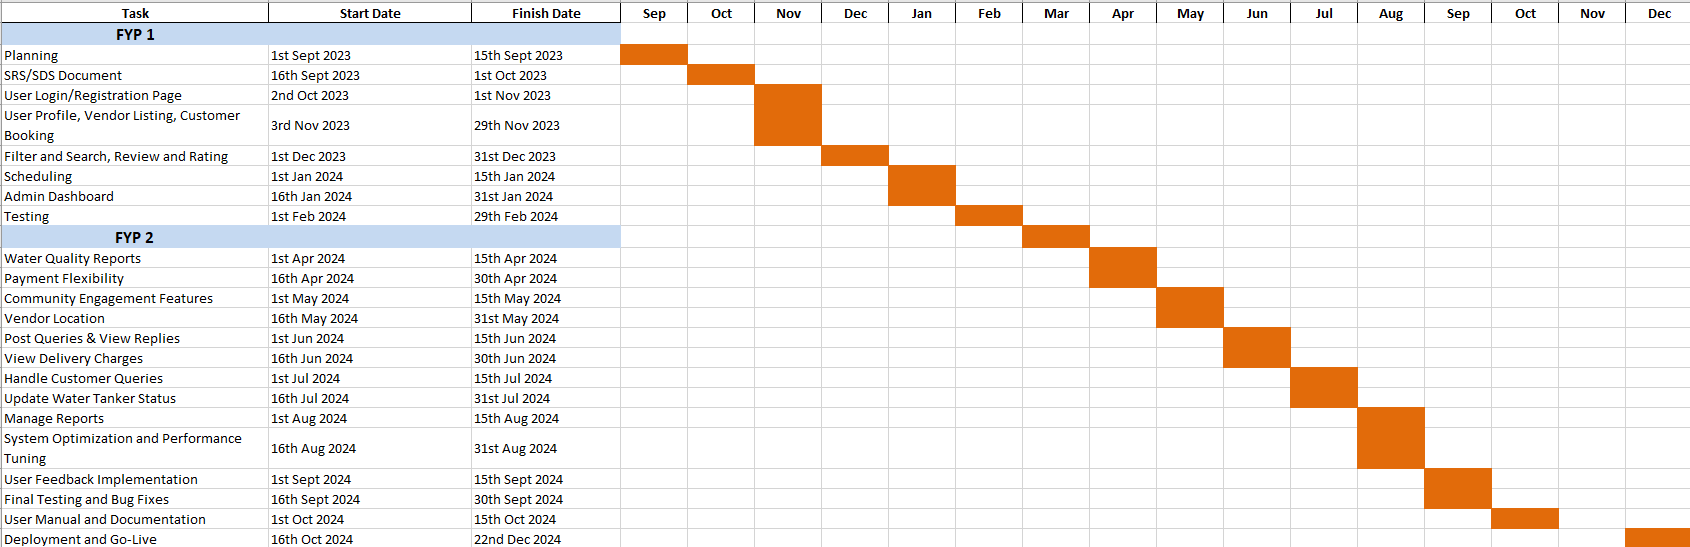 Task Start Date Finish Date Sep Oct Nov Dec Jan Feb Mar Apr May Jun Jul Aug Sep Oct Nov Dec
FYP 1
Planning 1st Sept 2023 15th Sept 2023
SRS/SDS Document 16th Sept 2023 1st Oct 2023
User Login/Registration Page 2nd Oct 2023 1st Nov 2023
User Profile, Vendor Listing, Customer
Booking 3rd Nov 2023 29th Nov 2023
Filter and Search, Review and Rating 1st Dec 2023 31st Dec 2023
Scheduling 1st Jan 2024 15th Jan 2024
Admin Dashboard 16th Jan 2024 31st Jan 2024
Testing 1st Feb 2024 29th Feb 2024
FYP 2
Water Quality Reports 1st Apr 2024 15th Apr 2024
Payment Flexibility 16th Apr 2024 30th Apr 2024
Community Engagement Features 1st May 2024 15th May 2024
Vendor Location 16th May 2024 31st May 2024
Post Queries & View Replies 1st Jun 2024 15th Jun 2024
View Delivery Charges 16th Jun 2024 30th Jun 2024
Handle Customer Queries 1st Jul 2024 15th Jul 2024
Update Water Tanker Status 16th Jul 2024 31st Jul 2024
Manage Reports 1st Aug 2024 15th Aug 2024
System Optimization and Performance
Tuning 16th Aug 2024 31st Aug 2024
User Feedback Implementation 1st Sept 2024 15th Sept 2024
Final Testing and Bug Fixes 16th Sept 2024 30th Sept 2024
User Manual and Documentation 1st Oct 2024 15th Oct 2024
Deployment and Go-Live 16th Oct 2024 22nd Dec 2024